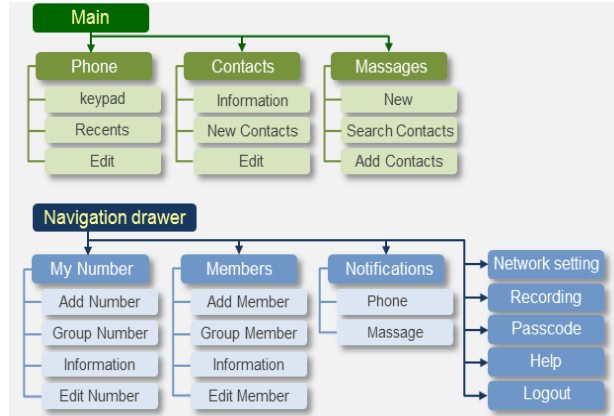 Main
Phone
Contacts
Massages
keypad
Information
New
Recents
New Contacts
Search Contacts
Edit
Edit
Add Contacts
Navigation drawer
My Number
Members
Notifications
Network setting
Add Number
Add Member
Phone
Recording
Group Number
Group Member
Massage
Passcode
Information
Information
Help
Edit Number
Edit Member
Logout